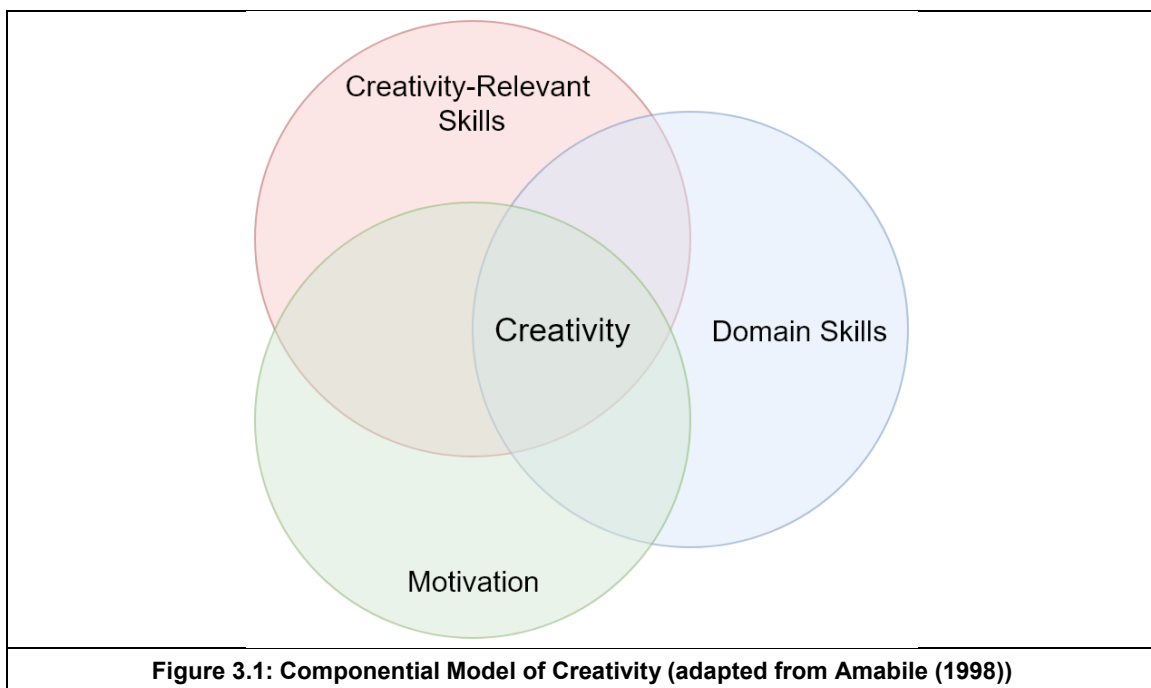 Creativity-Relevant
Skills
Creativity
Domain Skills
Motivation
Figure 3.1: Componential Model of Creativity (adapted from Amabile (1998))